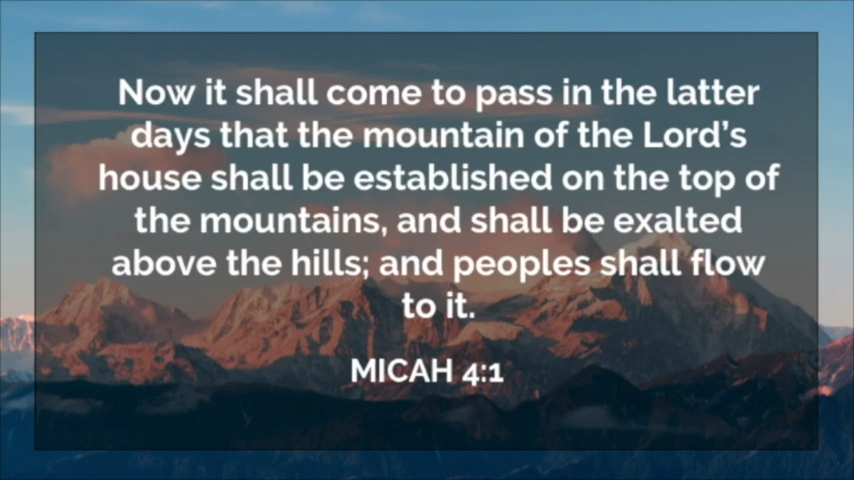 Now it shall come to pass in the latter
days that the mountain of the Lord’s
house shall be established on the top of
the mountains, and shall be exalted
above the hills; and peoples shall flow
to it.
MICAH 4:1